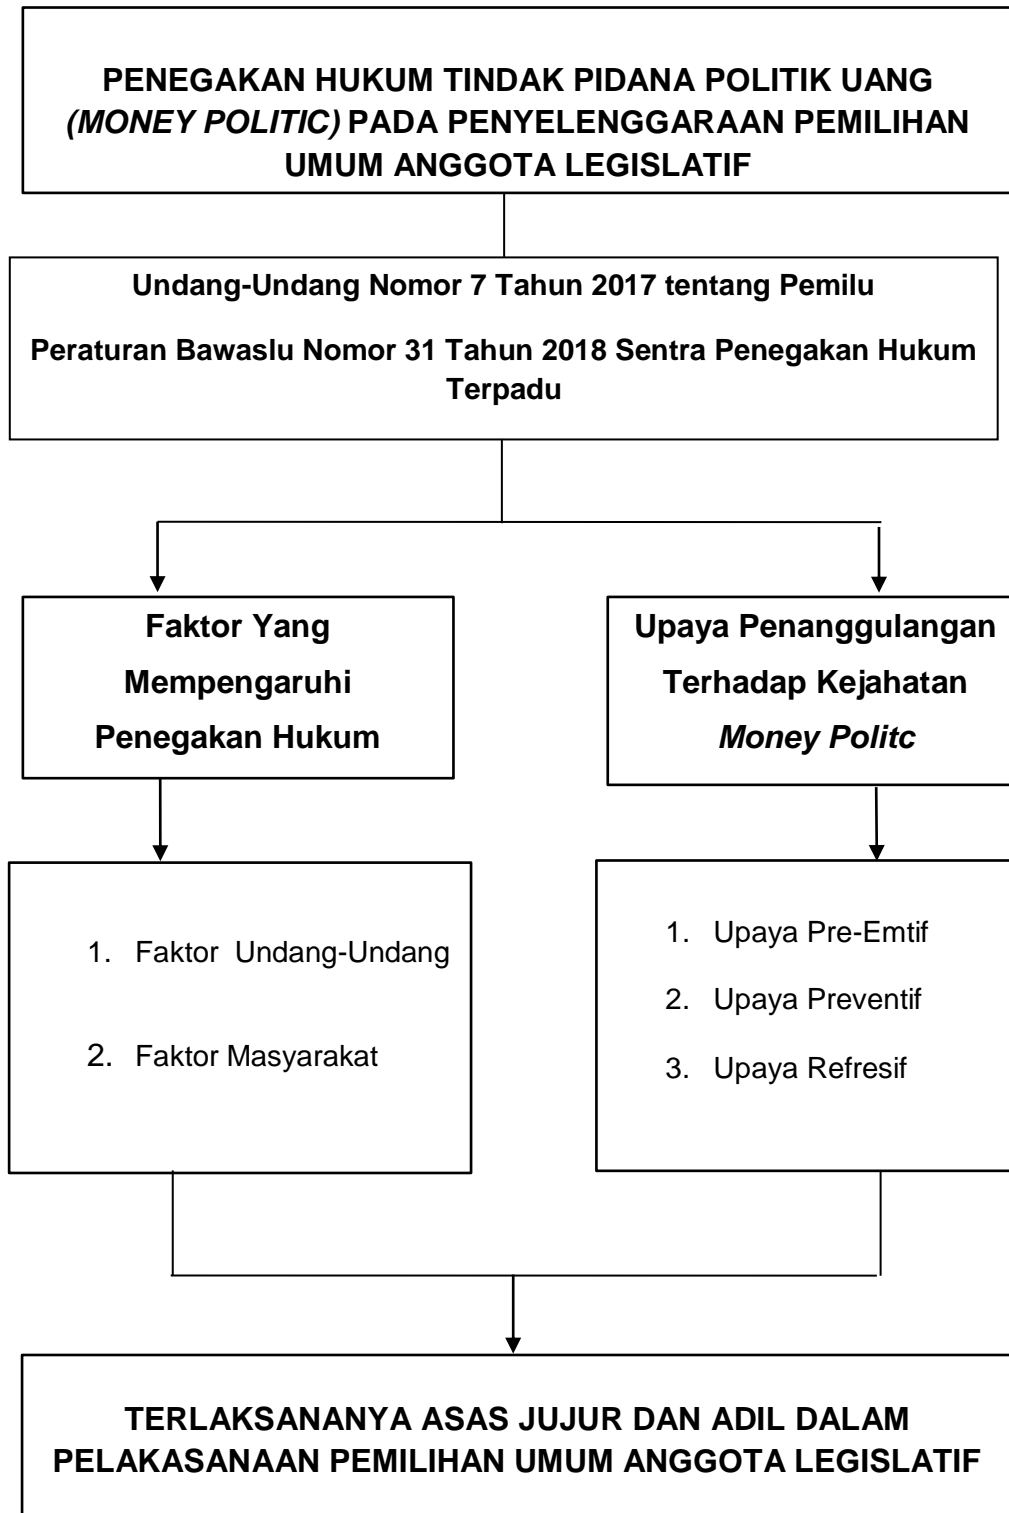 PENEGAKAN HUKUM TINDAK PIDANA POLITIK UANG
(MONEY POLITIC) PADA PENYELENGGARAAN PEMILIHAN
UMUM ANGGOTA LEGISLATIF
Undang-Undang Nomor 7 Tahun 2017 tentang Pemilu
Peraturan Bawaslu Nomor 31 Tahun 2018 Sentra Penegakan Hukum
Terpadu
Faktor Yang
Mempengaruhi
Penegakan Hukum
Upaya Penanggulangan
Terhadap Kejahatan
Money Politc
1. Faktor Undang-Undang
2. Faktor Masyarakat
1. Upaya Pre-Emtif
2. Upaya Preventif
3. Upaya Refresif
TERLAKSANANYA ASAS JUJUR DAN ADIL DALAM
PELAKASANAAN PEMILIHAN UMUM ANGGOTA LEGISLATIF